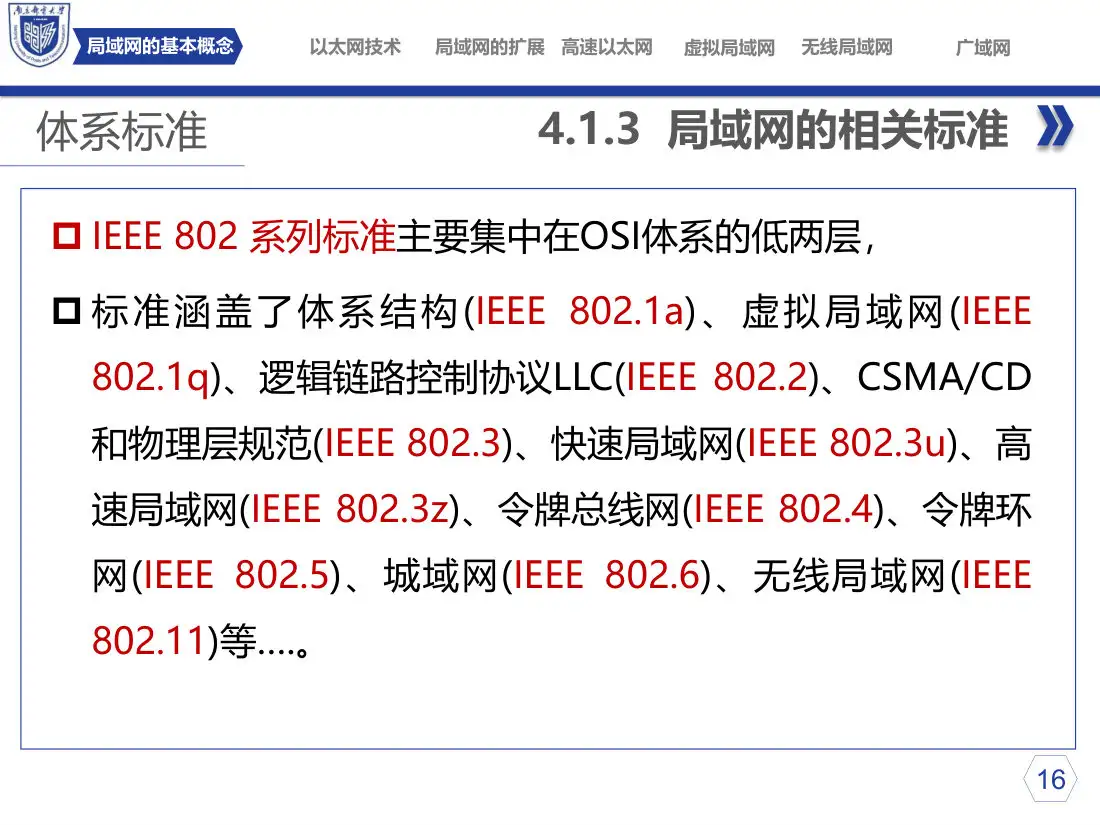 局域网的基本概念 以太网技术 局域网的扩展 高速以太网 虚拟局域网 无线局域网 广域网
体系标准
4.1.3 局域网的相关标准
IEEE 802 系列标准主要集中在OSI体系的低两层，
标准涵盖了体系结构(IEEE 802.1a)、虚拟局域网(IEEE
802.1q)、逻辑链路控制协议LLC(IEEE 802.2)、CSMA/CD
和物理层规范(IEEE 802.3)、快速局域网(IEEE 802.3u)、高
速局域网(IEEE 802.3z)、令牌总线网(IEEE 802.4)、令牌环
网(IEEE 802.5)、城域网(IEEE 802.6)、无线局域网(IEEE
802.11)等....。
16